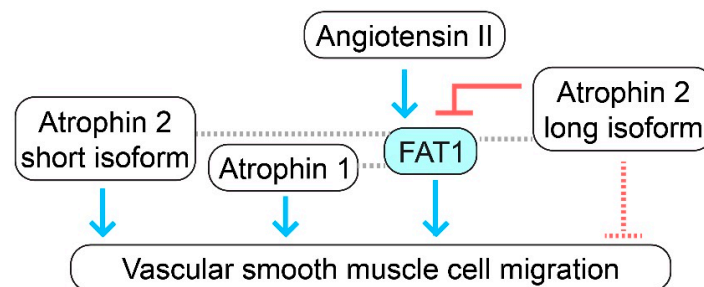 Angiotensin II
Atrophin 2
short isoform
Atrophin 1
FAT1
Atrophin 2
long isoform
Vascular smooth muscle cell migration